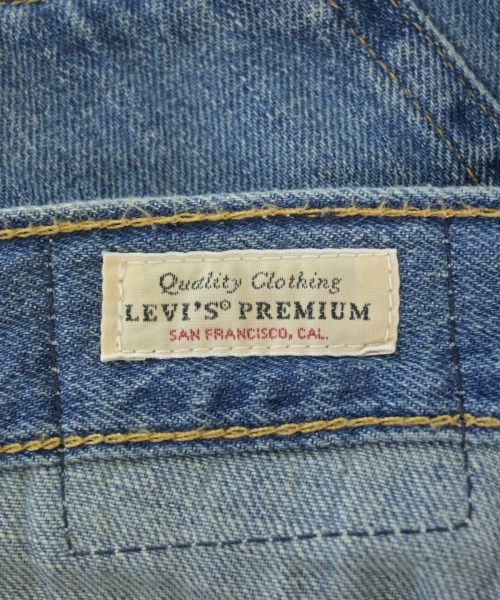 Quality Clothing
LEVI'S® PREMIUM
SAN FRANCISCO, CAL.